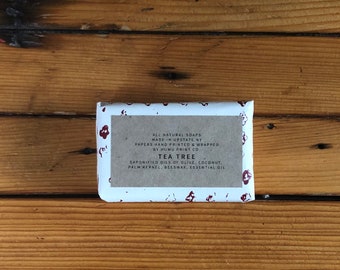 ALL NATURAL SOAPS
MADE IN UPSTATE NY
PAPERS HAND PRINTED & WRAPPED
BY PRINT CO.
TEA TREE
SAPONIFIED OILS OF OLIVE, COCONUT,
PALM KERNEL, BEESWAX, ESSENTIAL OIL